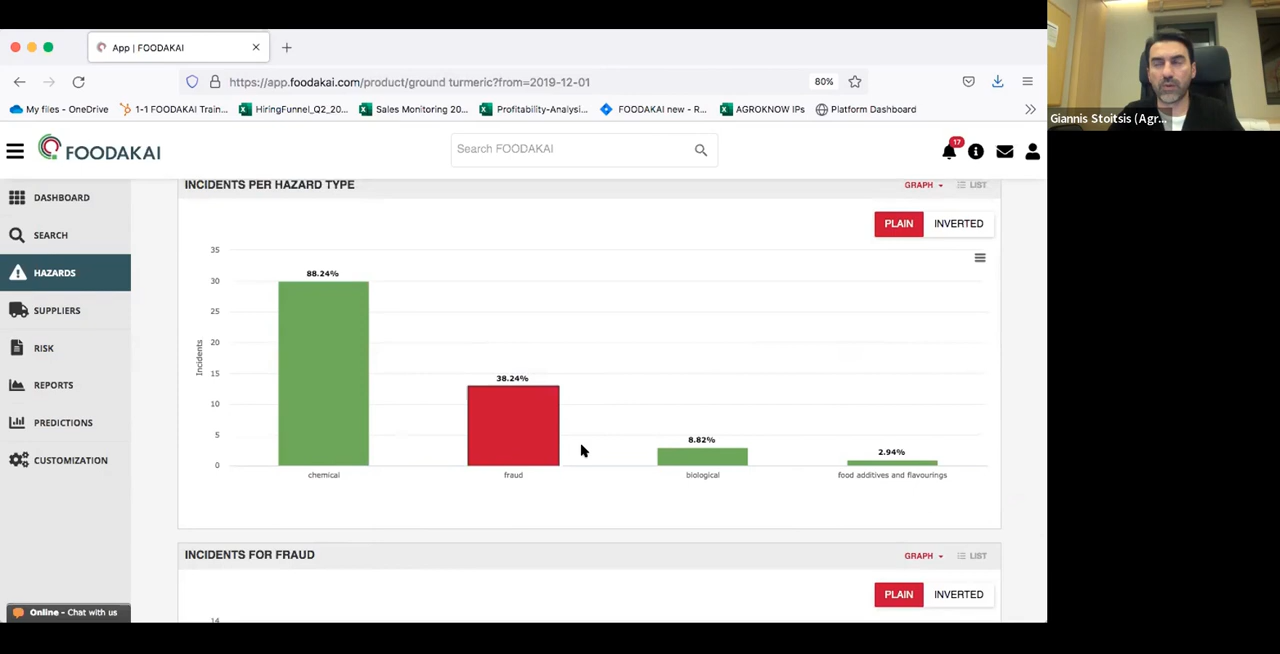 App | FOODAKAI
https://app.foodakai.com/product/ground turmeric?from=2019-12-01
80%
My files - OneDrive
1-1 FOODAKAI Train...
HiringFunnel_Q2_20...
Sales Monitoring 20...
Profitability-Analysi...
FOODAKAI new - R...
AGROKNOW IPs
Platform Dashboard
Giannis Stoitsis (Agr...
FOODAKAI
Search FOODAKAI
17
DASHBOARD
SEARCH
HAZARDS
SUPPLIERS
RISK
REPORTS
PREDICTIONS
CUSTOMIZATION
Online - Chat with us
INCIDENTS PER HAZARD TYPE
GRAPH
LIST
PLAIN
INVERTED
35
30
25
20
15
10
5
0
Incidents
88.24%
38.24%
8.82%
2.94%
chemical
fraud
biological
food additives and flavourings
INCIDENTS FOR FRAUD
GRAPH
LIST
PLAIN
INVERTED
14